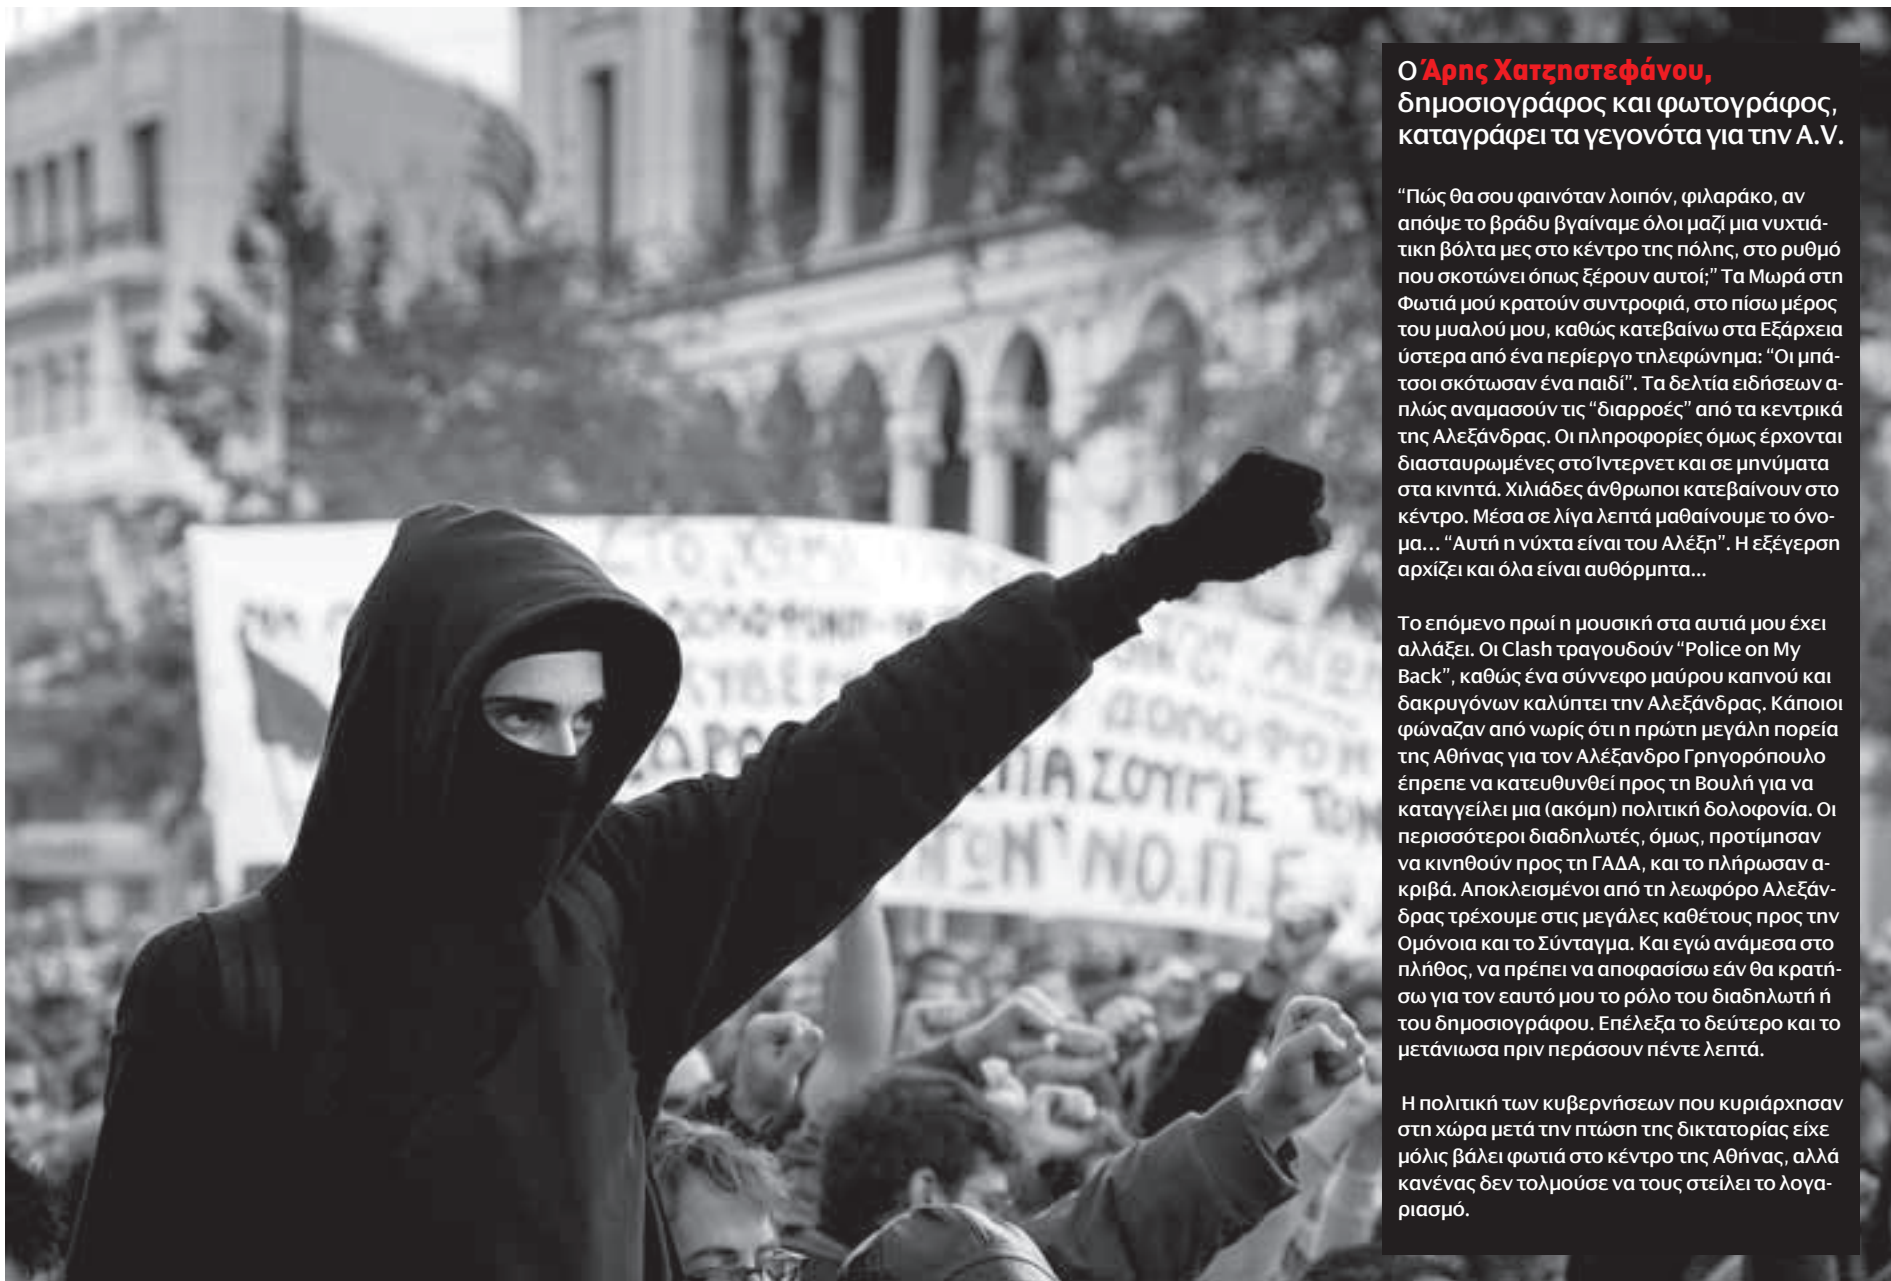 Ο Άρης Χατζηστεφάνου,
δημοσιογράφος και φωτογράφος,
καταγράφει τα γεγονότα για την A.V.
“Πώς θα σου φαινόταν λοιπόν, φιλαράκο, αν
απόψε το βράδυ βγαίναμε όλοι μαζί μια νυχτιά-
τικη βόλτα μες στο κέντρο της πόλης, στο ρυθμό
που σκοτώνει όπως ξέρουν αυτοί;” Τα Μωρά στη
Φωτιά μού κρατούν συντροφιά, στο πίσω μέρος
του μυαλού μου, καθώς κατεβαίνω στα Εξάρχεια
ύστερα από ένα περίεργο τηλεφώνημα: “Οι μπά-
τσοι σκότωσαν ένα παιδί”. Τα δελτία ειδήσεων α-
πλώς αναμασούν τις “διαρροές” από τα κεντρικά
της Αλεξάνδρας. Οι πληροφορίες όμως έρχονται
διασταυρωμένες στο Ίντερνετ και σε μηνύματα
στα κινητά. Χιλιάδες άνθρωποι κατεβαίνουν στο
κέντρο. Μέσα σε λίγα λεπτά μαθαίνουμε το όνο-
μα... “Αυτή η νύχτα είναι του Αλέξη”. Η εξέγερση
αρχίζει και όλα είναι αυθόρμητα...
Το επόμενο πρωί η μουσική στα αυτιά μου έχει
αλλάξει. Οι Clash τραγουδούν “Police on My
Back”, καθώς ένα σύννεφο μαύρου καπνού και
δακρυγόνων καλύπτει την Αλεξάνδρας. Κάποιοι
φώναζαν από νωρίς ότι η πρώτη μεγάλη πορεία
της Αθήνας για τον Αλέξανδρο Γρηγορόπουλο
έπρεπε να κατευθυνθεί προς τη Βουλή για να
καταγγείλει μια (ακόμη) πολιτική δολοφονία. Οι
περισσότεροι διαδηλωτές, όμως, προτίμησαν
να κινηθούν προς τη ΓΑΔΑ, και το πλήρωσαν α-
κριβά. Αποκλεισμένοι από τη λεωφόρο Αλεξάν-
δρας τρέχουμε στις μεγάλες καθέτους προς την
Ομόνοια και το Σύνταγμα. Και εγώ ανάμεσα στο
πλήθος, να πρέπει να αποφασίσω εάν θα κρατή-
σω για τον εαυτό μου το ρόλο του διαδηλωτή ή
του δημοσιογράφου. Επέλεξα το δεύτερο και το
μετάνιωσα πριν περάσουν πέντε λεπτά.
Η πολιτική των κυβερνήσεων που κυριάρχησαν
στη χώρα μετά την πτώση της δικτατορίας είχε
μόλις βάλει φωτιά στο κέντρο της Αθήνας, αλλά
κανένας δεν τολμούσε να τους στείλει το λογα-
ριασμό.
ΣΤΟ ΧΩΜΑ
ΤΟΝ
Ν.Ο.Π.Ε.